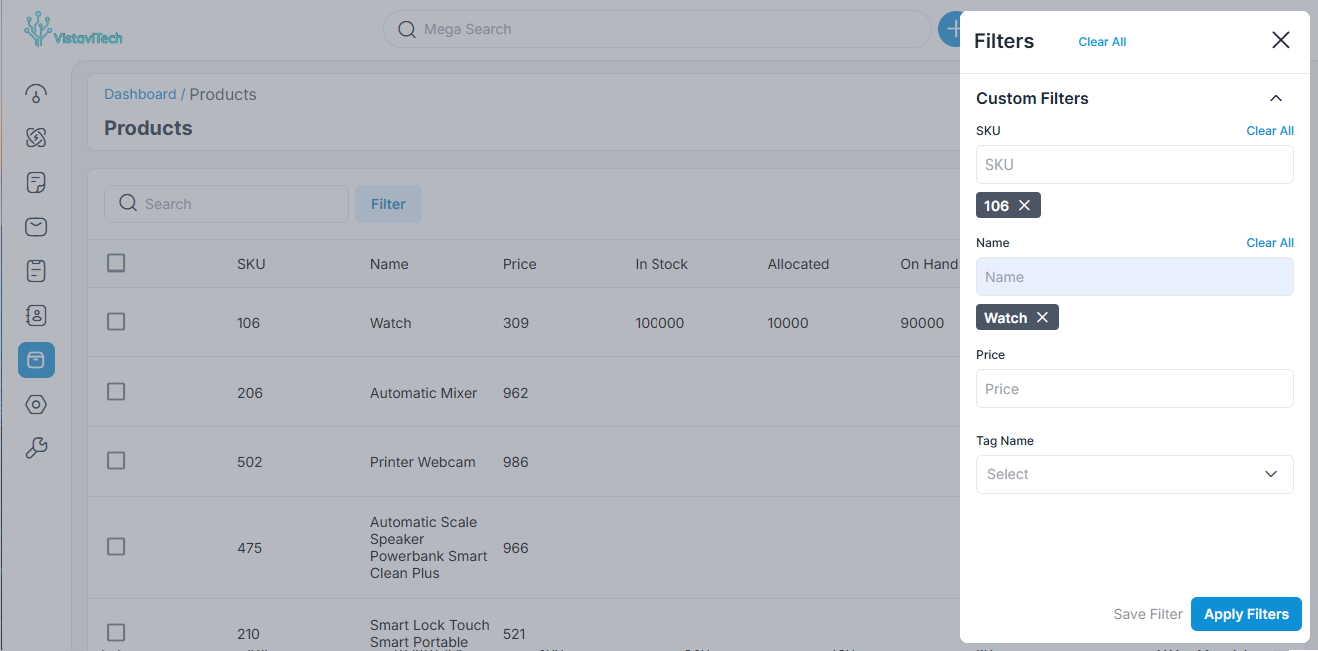 VistaviTech
Mega Search
Dashboard / Products
Products
Search
Filter
SKU Name Price In Stock Allocated On Hand
106 Watch 309 100000 10000 90000
206 Automatic Mixer 962
502 Printer Webcam 986
475 Automatic Scale
Speaker
Powerbank Smart
Clean Plus 966
210 Smart Lock Touch
Smart Portable 521
Filters Clear All
Custom Filters
SKU Clear All
SKU
106
Name Clear All
Name
Watch
Price
Price
Tag Name
Select
Save Filter Apply Filters